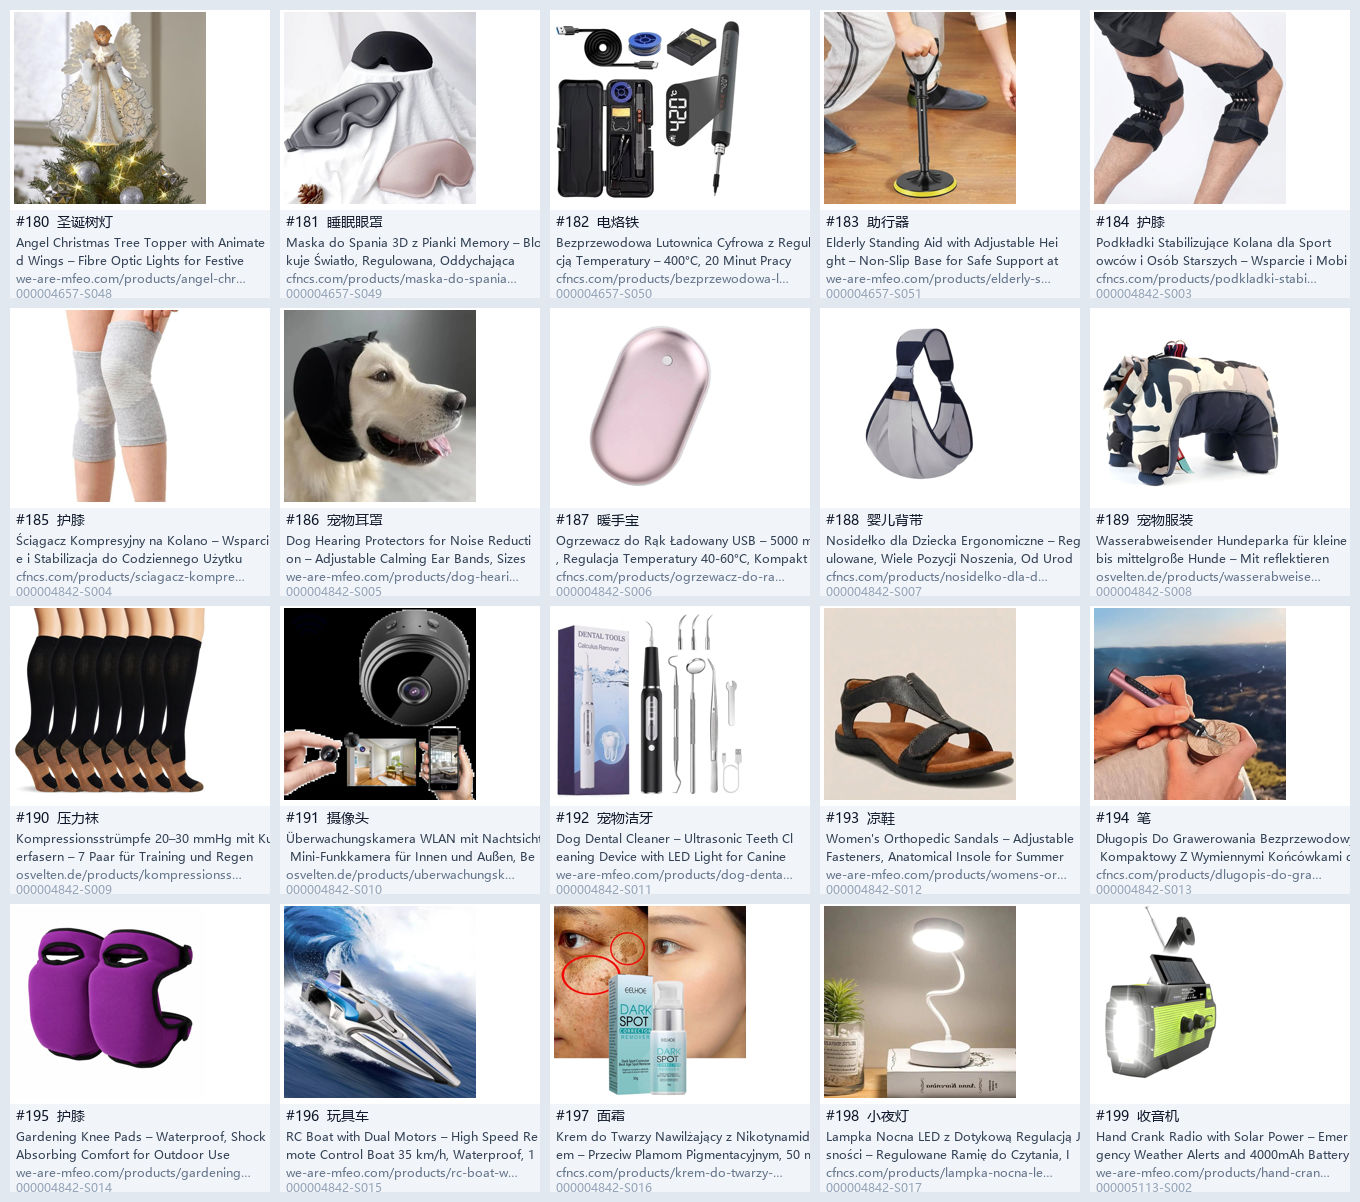 #180 圣诞树灯
Angel Christmas Tree Topper with Animate
d Wings – Fibre Optic Lights for Festive
we-are-mfeo.com/products/angel-chr...
000004657-S048
#181 睡眠眼罩
Maska do Spania 3D z Pianki Memory – Blo
kuje Światło, Regulowana, Oddychająca
cfncs.com/products/maska-do-spania...
000004657-S049
042
#182 电烙铁
Bezprzewodowa Lutownica Cyfrowa z Regul
cją Temperatury – 400°C, 20 Minut Pracy
cfncs.com/products/bezprzewodowa-l...
000004657-S050
#183 助行器
Elderly Standing Aid with Adjustable Hei
ght – Non-Slip Base for Safe Support at
we-are-mfeo.com/products/elderly-s...
000004657-S051
#184 护膝
Podkładki Stabilizujące Kolana dla Sport
owców i Osób Starszych – Wsparcie i Mobi
cfncs.com/products/podkladki-stabi...
000004842-S003
#185 护膝
Ściągacz Kompresyjny na Kolano – Wsparci
e i Stabilizacja do Codziennego Użytku
cfncs.com/products/sciagacz-kompre...
000004842-S004
#186 宠物耳罩
Dog Hearing Protectors for Noise Reducti
on – Adjustable Calming Ear Bands, Sizes
we-are-mfeo.com/products/dog-heari...
000004842-S005
#187 暖手宝
Ogrzewacz do Rąk Ładowany USB – 5000 m
, Regulacja Temperatury 40-60°C, Kompakt
cfncs.com/products/ogrzewacz-do-ra...
000004842-S006
#188 婴儿背带
Nosidełko dla Dziecka Ergonomiczne – Reg
ulowane, Wiele Pozycji Noszenia, Od Urod
cfncs.com/products/nosidelko-dla-d...
000004842-S007
#189 宠物服装
Wasserabweisender Hundeparka für kleine
bis mittelgroße Hunde – Mit reflektieren
osvelten.de/products/wasserabweise...
000004842-S008
#190 压力袜
Kompressionsstrümpfe 20–30 mmHg mit Ku
erfasern – 7 Paar für Training und Regen
osvelten.de/products/kompressionss...
000004842-S009
#191 摄像头
Überwachungskamera WLAN mit Nachtsicht
Mini-Funkkamera für Innen und Außen, Be
osvelten.de/products/uberwachungsk...
000004842-S010
DENTAL TOOLS
Calculus Remover
#192 宠物洁牙
Dog Dental Cleaner – Ultrasonic Teeth Cl
eaning Device with LED Light for Canine
we-are-mfeo.com/products/dog-denta...
000004842-S011
#193 凉鞋
Women's Orthopedic Sandals – Adjustable
Fasteners, Anatomical Insole for Summer
we-are-mfeo.com/products/womens-or...
000004842-S012
#194 笔
Długopis Do Grawerowania Bezprzewodow
Kompaktowy Z Wymiennymi Końcówkami d
cfncs.com/products/dlugopis-do-gra...
000004842-S013
#195 护膝
Gardening Knee Pads – Waterproof, Shock
Absorbing Comfort for Outdoor Use
we-are-mfeo.com/products/gardening...
000004842-S014
#196 玩具车
RC Boat with Dual Motors – High Speed Re
mote Control Boat 35 km/h, Waterproof, 1
we-are-mfeo.com/products/rc-boat-w...
000004842-S015
EELHOE
DARK
SPOT
CORRECTOR
REMOVER
DARK
SPOT
#197 面霜
Krem do Twarzy Nawilżający z Nikotynamid
em – Przeciw Plamom Pigmentacyjnym, 50 m
cfncs.com/products/krem-do-twarzy-...
000004842-S016
#198 小夜灯
Lampka Nocna LED z Dotykową Regulacją J
sności – Regulowane Ramię do Czytania, I
cfncs.com/products/lampka-nocna-le...
000004842-S017
#199 收音机
Hand Crank Radio with Solar Power – Emer
gency Weather Alerts and 4000mAh Battery
we-are-mfeo.com/products/hand-cran...
000005113-S002